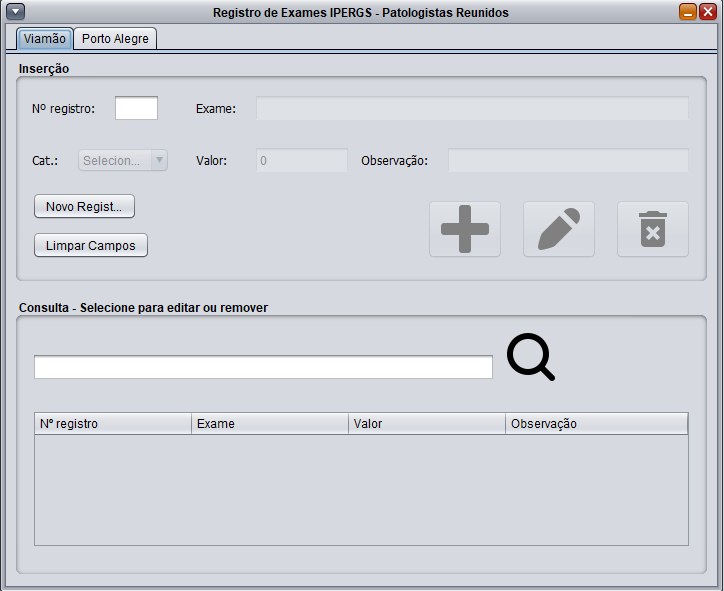 Registro de Exames IPERGS - Patologistas Reunidos
Viamão Porto Alegre
Inserção
Nº registro: Exame:
Cat.: Selecion... Valor: 0 Observação:
Novo Regist...
Limpar Campos
Consulta - Selecione para editar ou remover
Nº registro Exame Valor Observação